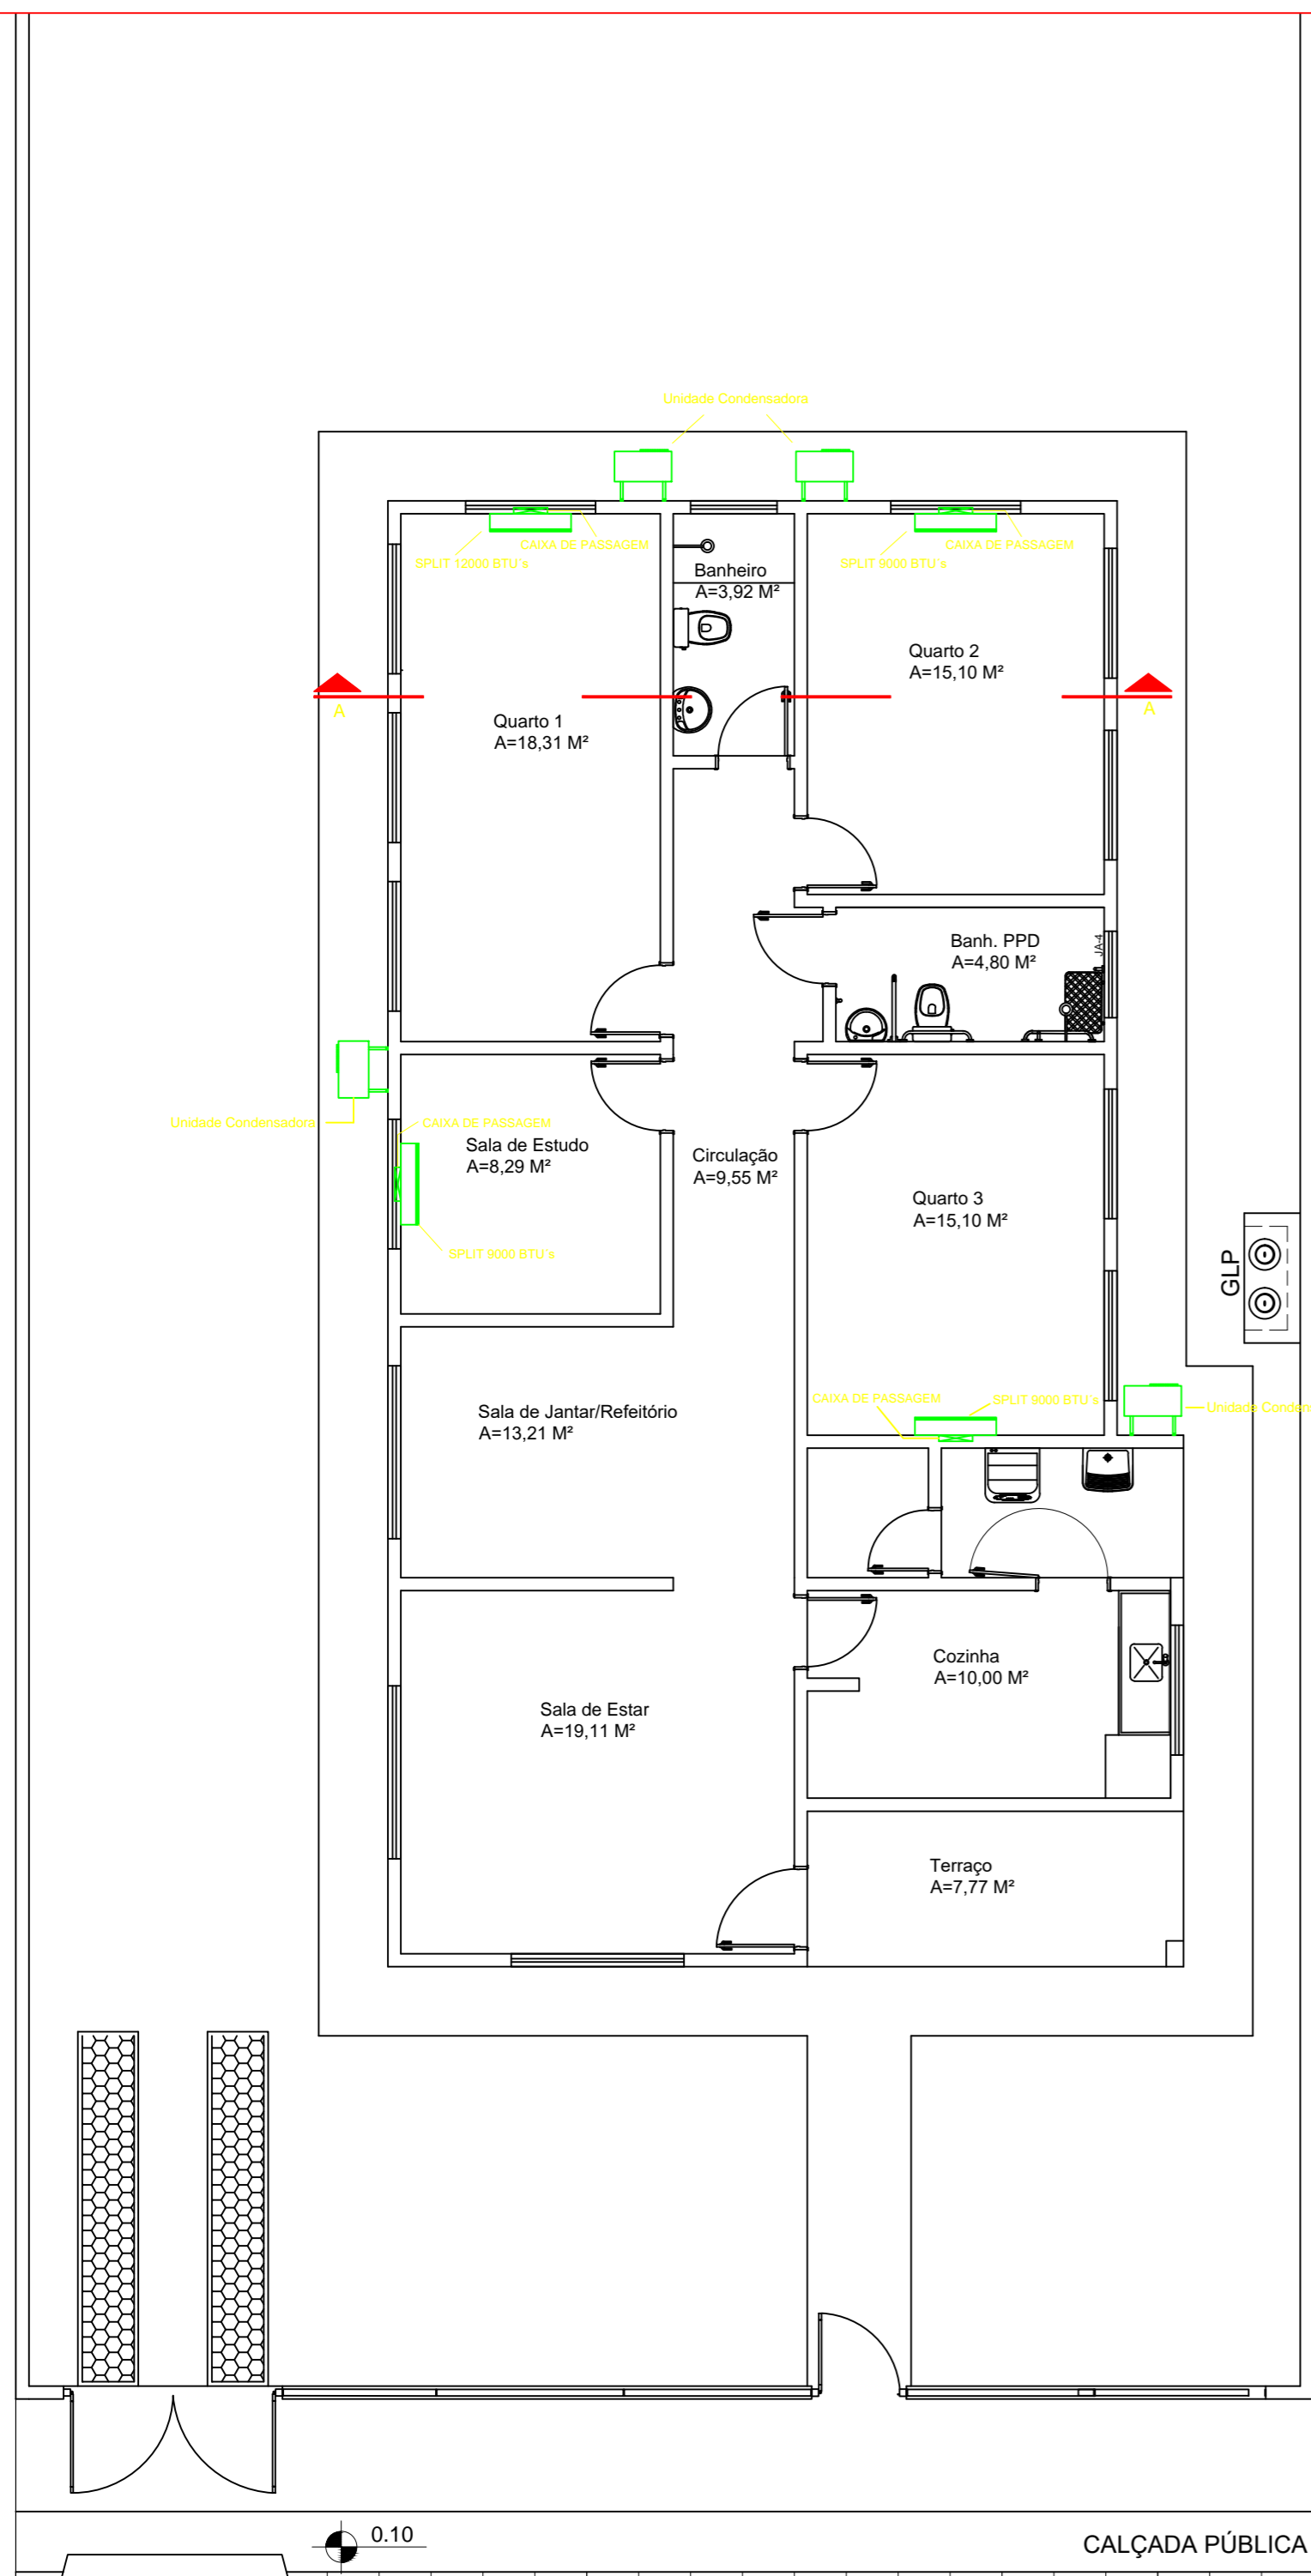 Unidade Condensadora
CAIXA DE PASSAGEM
SPLIT 12000 BTU´s
CAIXA DE PASSAGEM
SPLIT 9000 BTU´s
Banheiro
A=3,92 M²
Quarto 2
A=15,10 M²
A
A
Quarto 1
A=18,31 M²
Banh. PPD
A=4,80 M²
JA-4
Unidade Condensadora
CAIXA DE PASSAGEM
Sala de Estudo
A=8,29 M²
Circulação
A=9,55 M²
Quarto 3
A=15,10 M²
SPLIT 9000 BTU´s
GLP
CAIXA DE PASSAGEM
SPLIT 9000 BTU´s
Unidade Conden
Sala de Jantar/Refeitório
A=13,21 M²
Cozinha
A=10,00 M²
Sala de Estar
A=19,11 M²
Terraço
A=7,77 M²
0.10
CALÇADA PÚBLICA